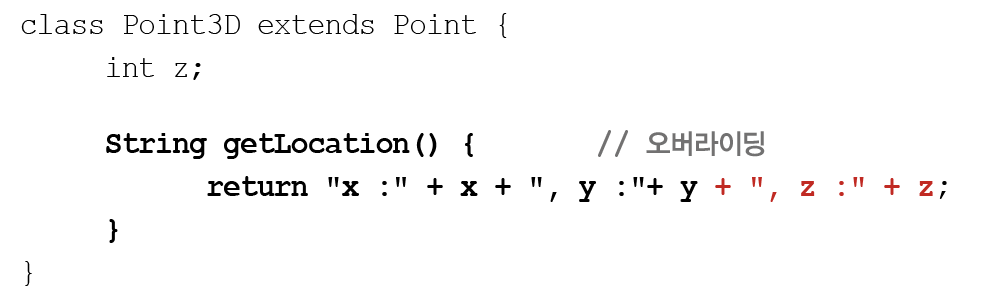 class Point3D extends Point {
int z;
String getLocation() { // 오버라이딩
return "x :" + x + ", y :"+ y + ", z :" + z;
}
}